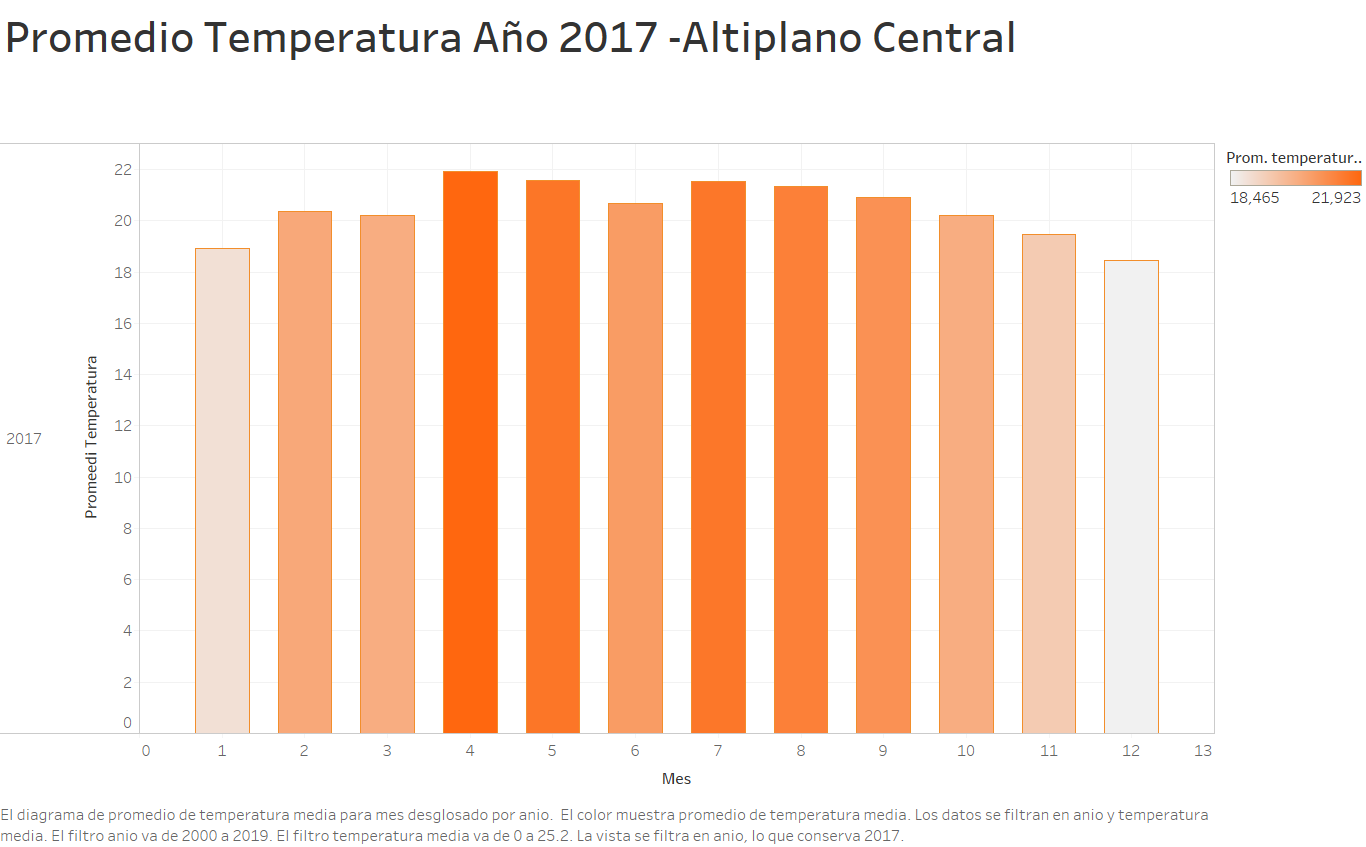 Promedio Temperatura Año 2017 -Altiplano Central
Prom. temperatur..
18,465 21,923
2017
Promeedi Temperatura
22
20
18
16
14
12
10
8
6
4
2
0
0 1 2 3 4 5 6 7 8 9 10 11 12 13
Mes
El diagrama de promedio de temperatura media para mes desglosado por anio.  El color muestra promedio de temperatura media. Los datos se filtran en anio y temperatura
media. El filtro anio va de 2000 a 2019. El filtro temperatura media va de 0 a 25.2. La vista se filtra en anio, lo que conserva 2017.